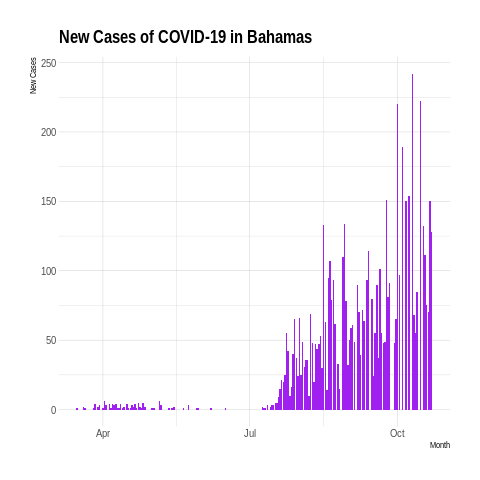 New Cases of COVID-19 in Bahamas
New Cases
250
200
150
100
50
0
Apr
Jul
Oct
Month